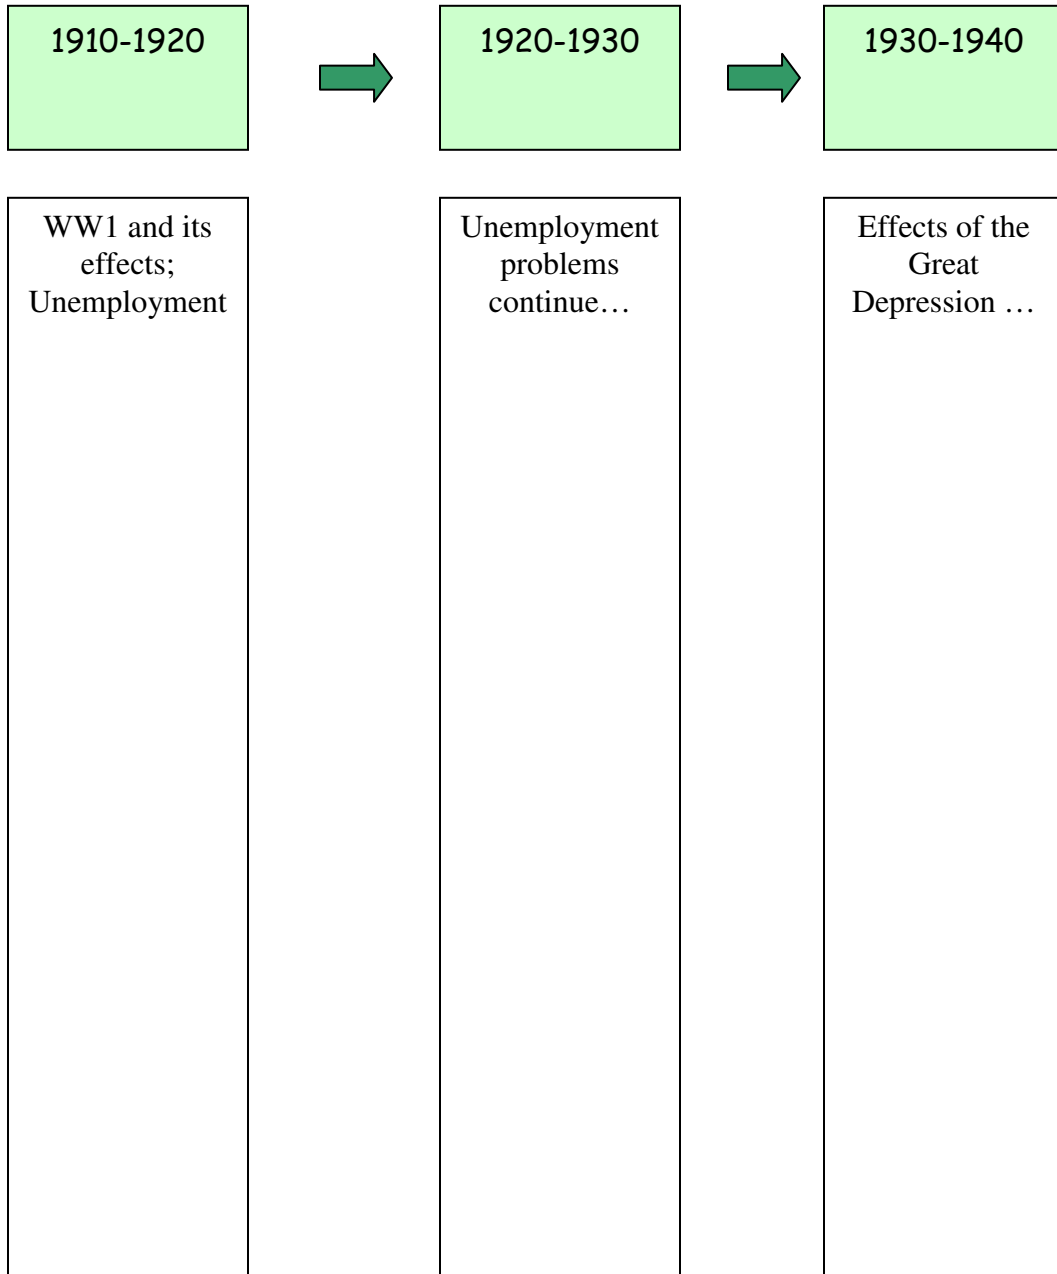 1910-1920
1920-1930
1930-1940
WW1 and its
effects;
Unemployment
Unemployment
problems
continue…
Effects of the
Great
Depression …